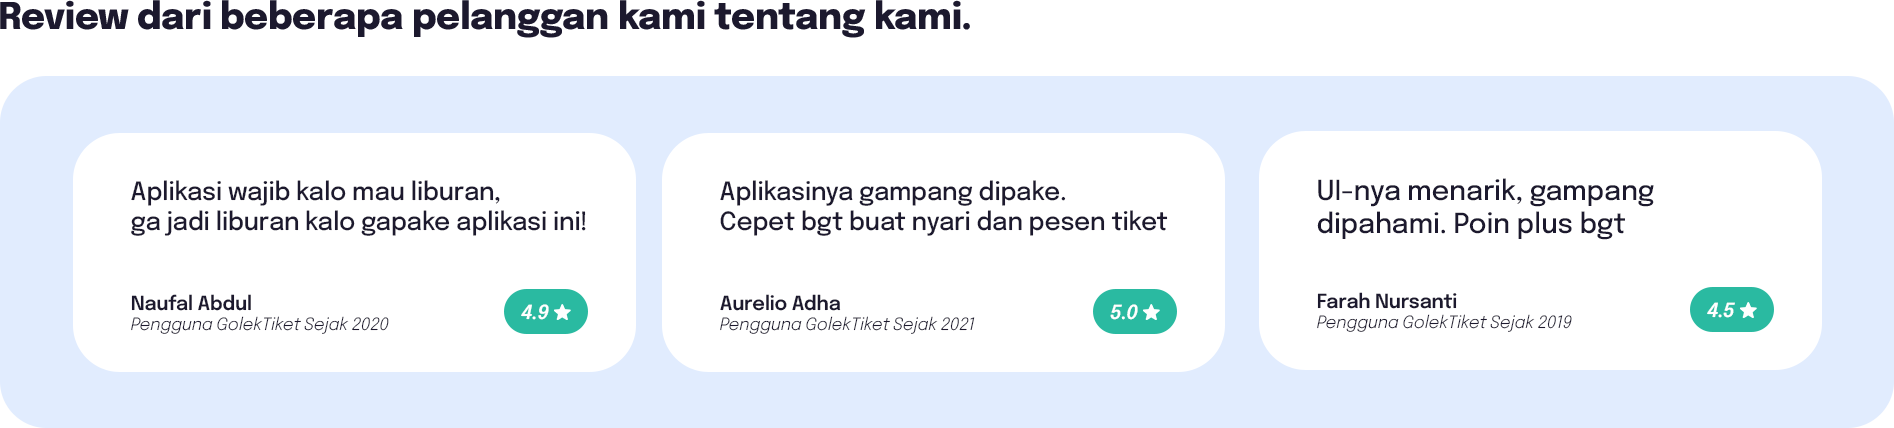 Review dari beberapa pelanggan kami tentang kami.
Aplikasi wajib kalo mau liburan,
ga jadi liburan kalo gapake aplikasi ini!
Naufal Abdul
Pengguna GolekTiket Sejak 2020
4.9
Aplikasinya gampang dipake.
Cepet bgt buat nyari dan pesen tiket
Aurelio Adha
Pengguna GolekTiket Sejak 2021
5.0
UI-nya menarik, gampang
dipahami. Poin plus bgt
Farah Nursanti
Pengguna GolekTiket Sejak 2019
4.5